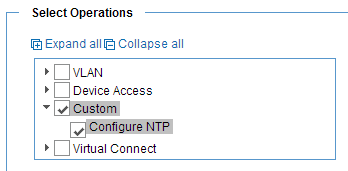 Select Operations
Expand all Collapse all
VLAN
Device Access
Custom
Configure NTP
Virtual Connect